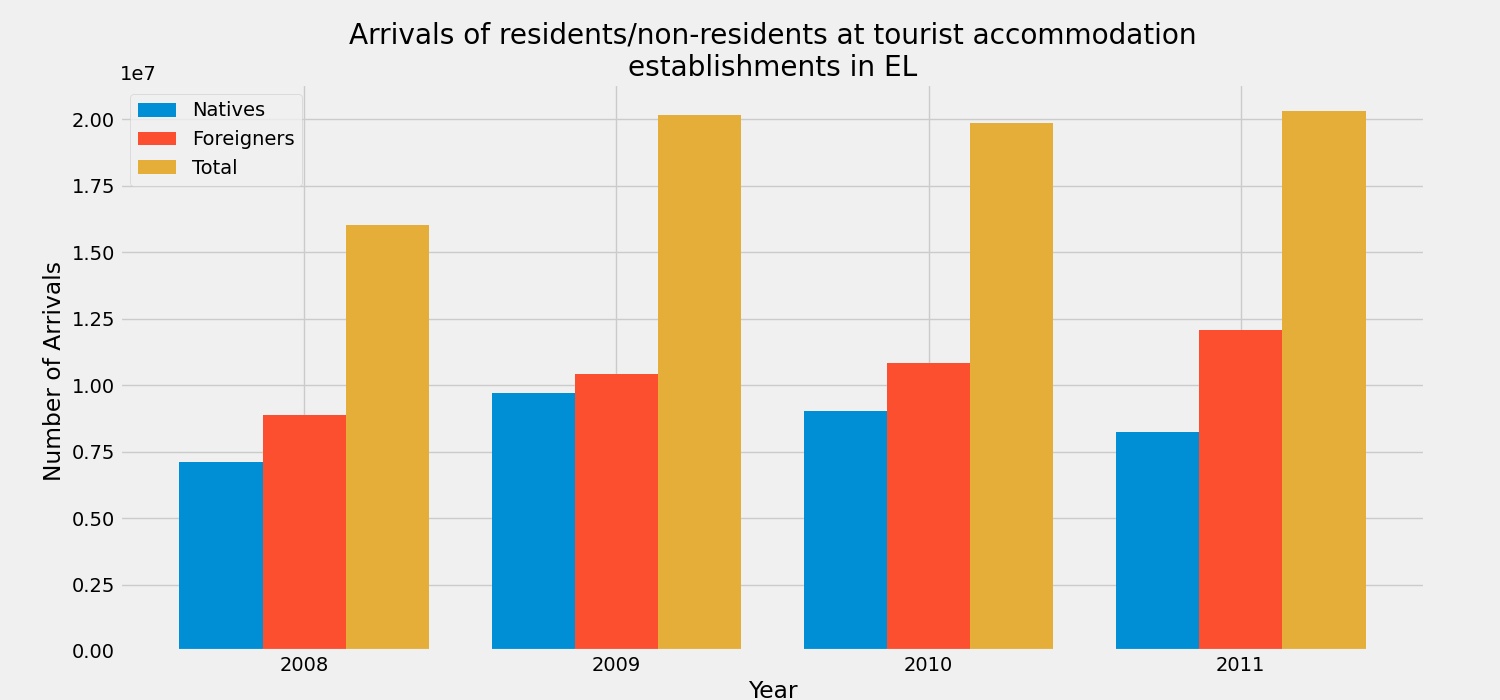 Arrivals of residents/non-residents at tourist accommodation
establishments in EL
1e7
Natives
Foreigners
Total
2.00
1.75
1.50
1.25
1.00
0.75
0.50
0.25
0.00
Number of Arrivals
2008 2009 2010 2011
Year